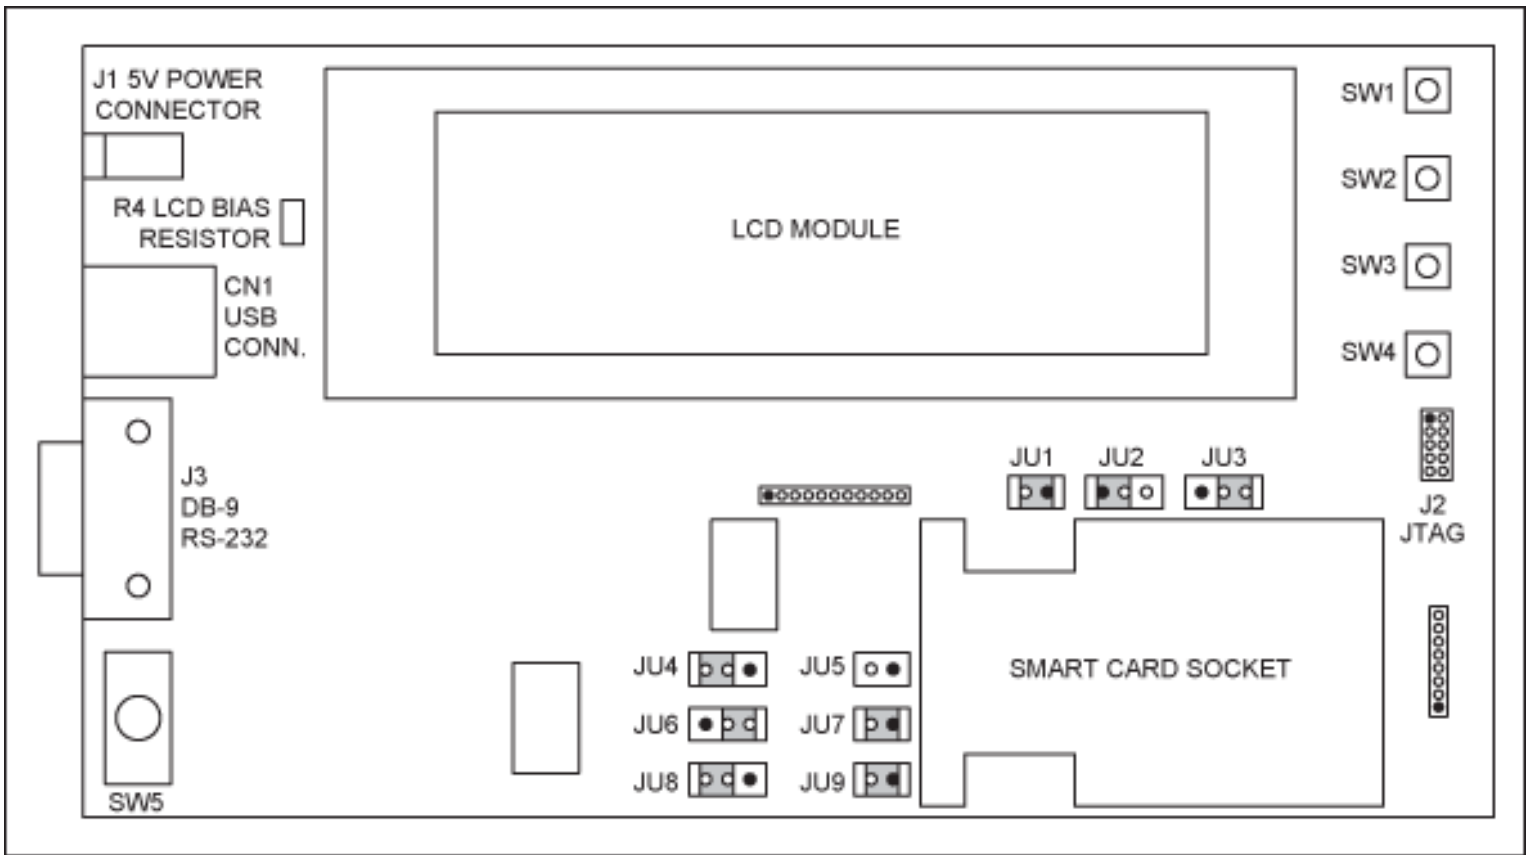 J1 5V POWER
CONNECTOR
R4 LCD BIAS
RESISTOR
CN1
USB
CONN.
LCD MODULE
SW1
SW2
SW3
SW4
J3
DB-9
RS-232
JU1
JU2
JU3
J2
JTAG
JU4
JU5
JU6
JU7
JU8
JU9
SMART CARD SOCKET
SW5